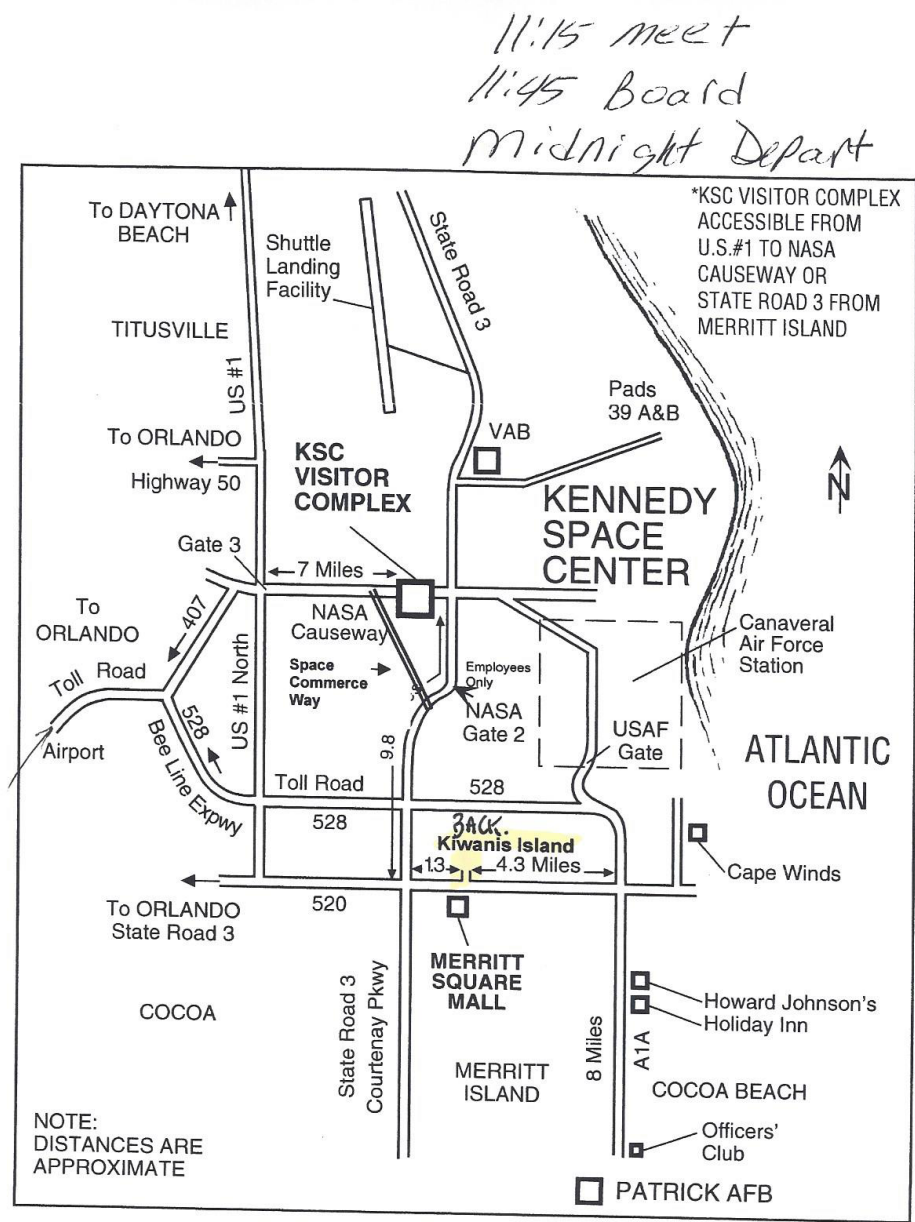 11:15 meet
11:45 Board
Midnight Depart
To DAYTONA
BEACH
Shuttle
Landing
Facility
State Road 3
*KSC VISITOR COMPLEX
ACCESSIBLE FROM
U.S.#1 TO NASA
CAUSEWAY OR
STATE ROAD 3 FROM
MERRITT ISLAND
TITUSVILLE
US #1
Pads
39 A&B
To ORLANDO
Highway 50
KSC
VISITOR
COMPLEX
VAB
N
KENNEDY
SPACE
CENTER
Gate 3
7 Miles
To
ORLANDO
407
NASA
Causeway
Canaveral
Air Force
Station
Space
Commerce
Way
Employees
Only
NASA
Gate 2
Toll Road
528
US #1 North
USAF
Gate
Airport
Bee Line Expwy
9.8
ATLANTIC
OCEAN
Toll Road
528
528
BACK.
Kiwanis Island
1.3
4.3 Miles
Cape Winds
To ORLANDO
State Road 3
520
MERRITT
SQUARE
MALL
COCOA
State Road 3
Courtenay Pkwy
8 Miles
A1A
Howard Johnson's
Holiday Inn
MERRITT
ISLAND
COCOA BEACH
NOTE:
DISTANCES ARE
APPROXIMATE
Officers'
Club
PATRICK AFB